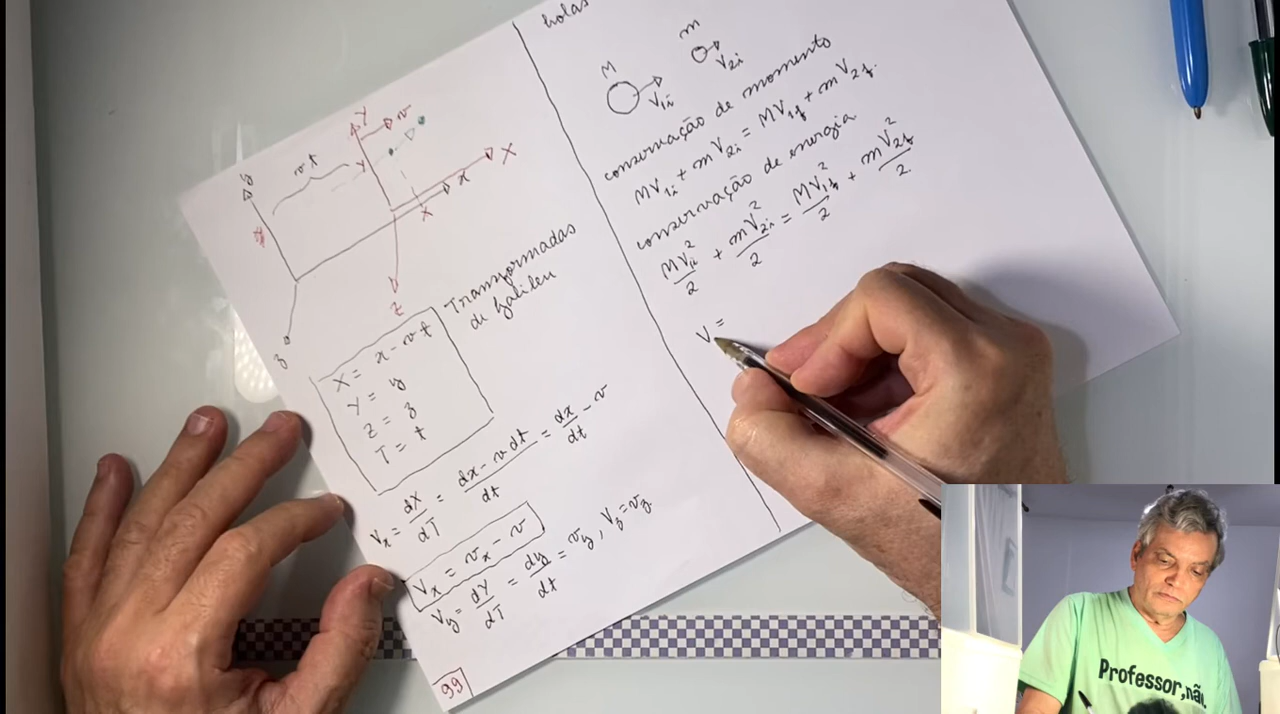 y
x
z
vt
Y
v
Y
X
x
X
Z
Transformadas
de Galileu
X = x - vt
Y = y
Z = z
T = t
Vx = dX/dT = dx - v dt/dt = dx/dt - v
Vx = vx - v
Vy = dY/dT = dy/dt = vy, Vz = vz
99
bolas
M
V1i
m
V2i
conservação de momento
MV1i + mV2i = MV1f + mV2f.
conservação de energia
MV1i²/2 + mV2i²/2 = MV1f²/2 + mV2f²/2
V =
Professor, não